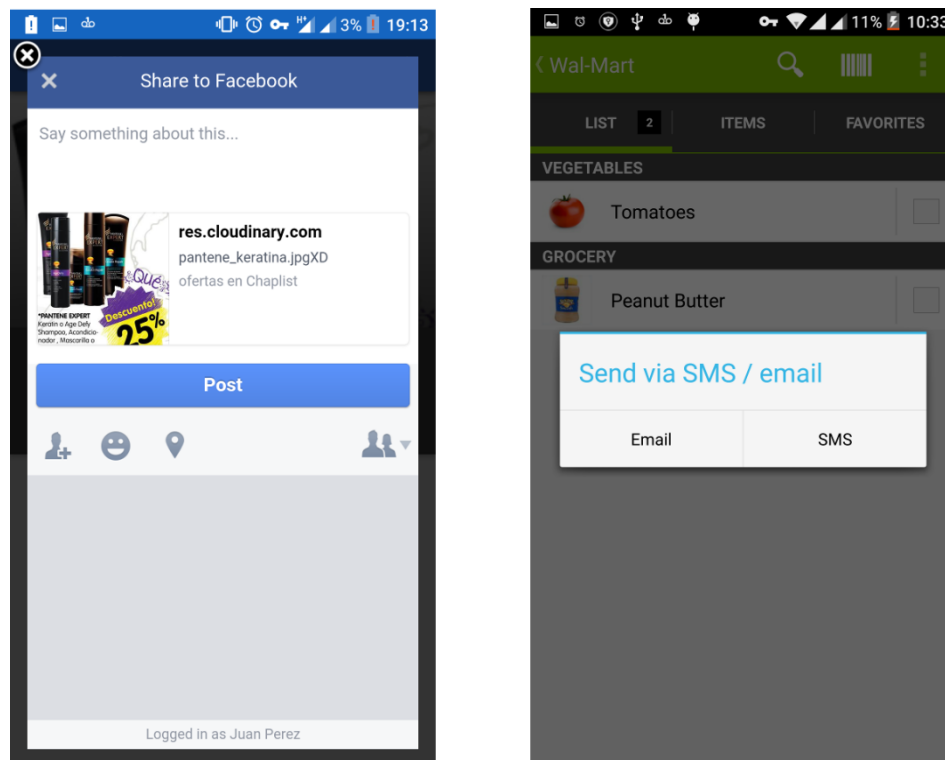 3% 19:13
Share to Facebook
Say something about this...
res.cloudinary.com
pantene_keratina.jpgXD
ofertas en Chaplist
Qué
Descuento!
25%
*PANTENE EXPERT
Keratin o Age Defy
Shampoo, Acondicio-
nador, Mascarilla o
Post
Logged in as Juan Perez
11% 10:33
Wal-Mart
LIST 2 ITEMS FAVORITES
VEGETABLES
Tomatoes
GROCERY
Peanut Butter
Send via SMS / email
Email SMS